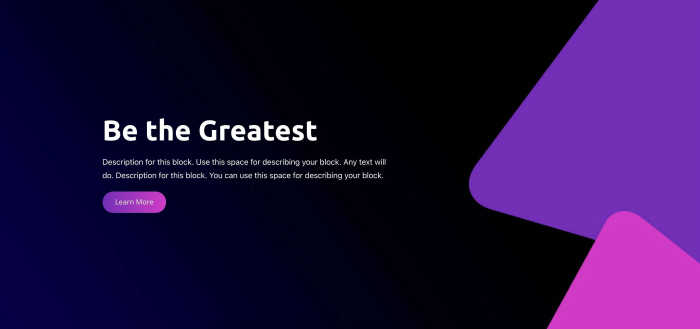 Be the Greatest
Description for this block. Use this space for describing your block. Any text will
do. Description for this block. You can use this space for describing your block.
Learn More